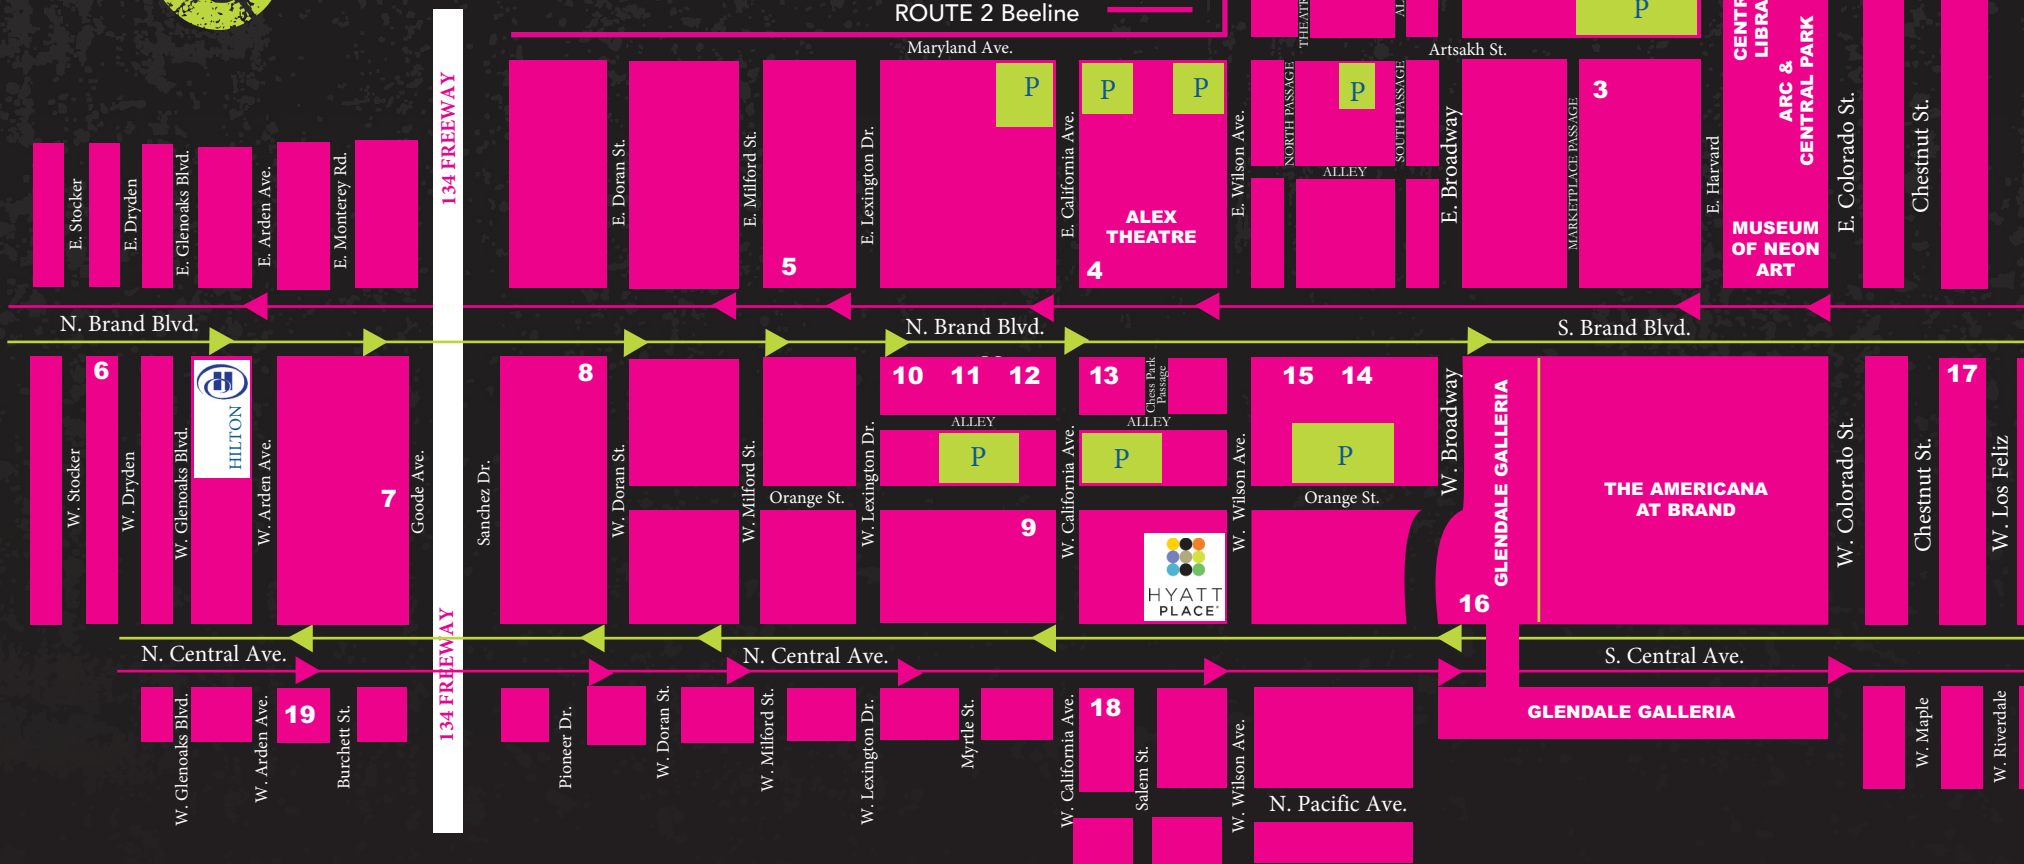 ROUTE 2 Beeline
Maryland Ave.
Artsakh St.
P
P
P
P
P
P
P
P
3
134 FREEWAY
E. Stocker
E. Dryden
E. Glenoaks Blvd.
E. Arden Ave.
E. Monterey Rd.
E. Doran St.
E. Milford St.
E. Lexington Dr.
E. California Ave.
E. Wilson Ave.
NORTH PASSAGE
SOUTH PASSAGE
ALLEY
E. Broadway
MARKETPLACE PASSAGE
E. Harvard
ARC &
CENTRAL PARK
E. Colorado St.
Chestnut St.
ALEX
THEATRE
MUSEUM
OF NEON
ART
5
4
N. Brand Blvd.
N. Brand Blvd.
S. Brand Blvd.
6
HILTON
7
8
10
11
12
13
Chess Park
Passage
15
14
17
ALLEY
ALLEY
W. Stocker
W. Dryden
W. Glenoaks Blvd.
W. Arden Ave.
Goode Ave.
Sanchez Dr.
W. Doran St.
W. Milford St.
Orange St.
W. Lexington Dr.
W. California Ave.
W. Wilson Ave.
Orange St.
W. Broadway
GLENDALE GALLERIA
THE AMERICANA
AT BRAND
W. Colorado St.
Chestnut St.
W. Los Feliz
9
HYATT
PLACE
16
N. Central Ave.
134 FREEWAY
N. Central Ave.
S. Central Ave.
19
18
GLENDALE GALLERIA
W. Glenoaks Blvd.
W. Arden Ave.
Burchett St.
Pioneer Dr.
W. Doran St.
W. Milford St.
W. Lexington Dr.
Myrtle St.
W. California Ave.
Salem St.
W. Wilson Ave.
N. Pacific Ave.
W. Maple
W. Riverdale